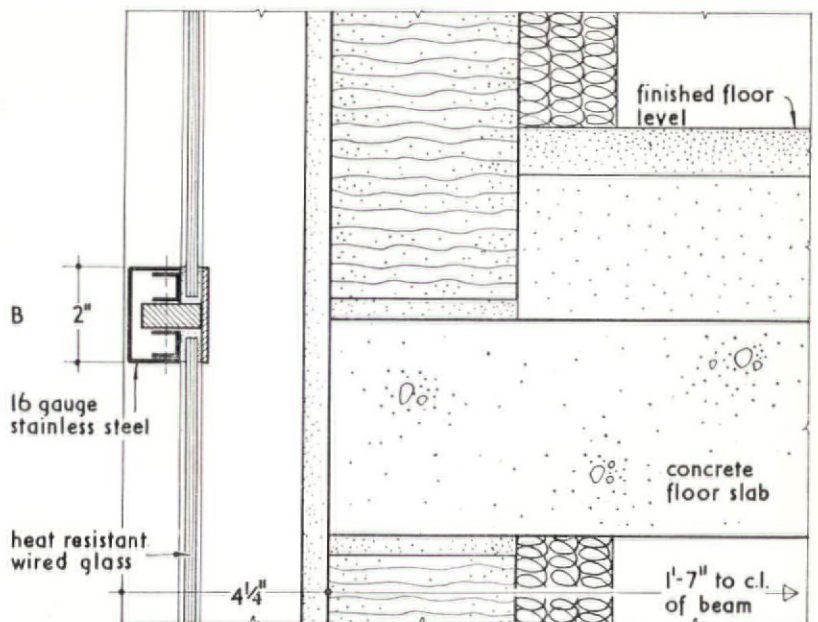 finished floor
level
B
2"
16 gauge
stainless steel
concrete
floor slab
heat resistant
wired glass
4¼"
1'-7" to c.l.
of beam